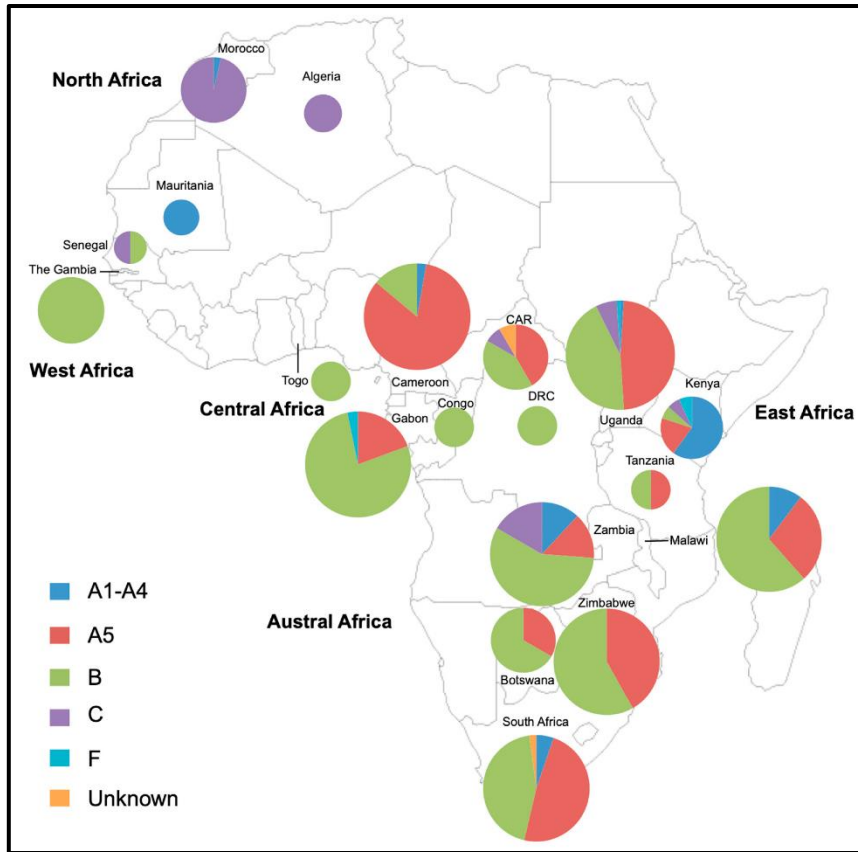 Morocco
North Africa
Algeria
Mauritania
Senegal
The Gambia
West Africa
Togo
Central Africa
Cameroon
CAR
Gabon
Congo
DRC
Uganda
Kenya
East Africa
Tanzania
Zambia
Malawi
Austral Africa
Zimbabwe
Botswana
South Africa
A1-A4
A5
B
C
F
Unknown